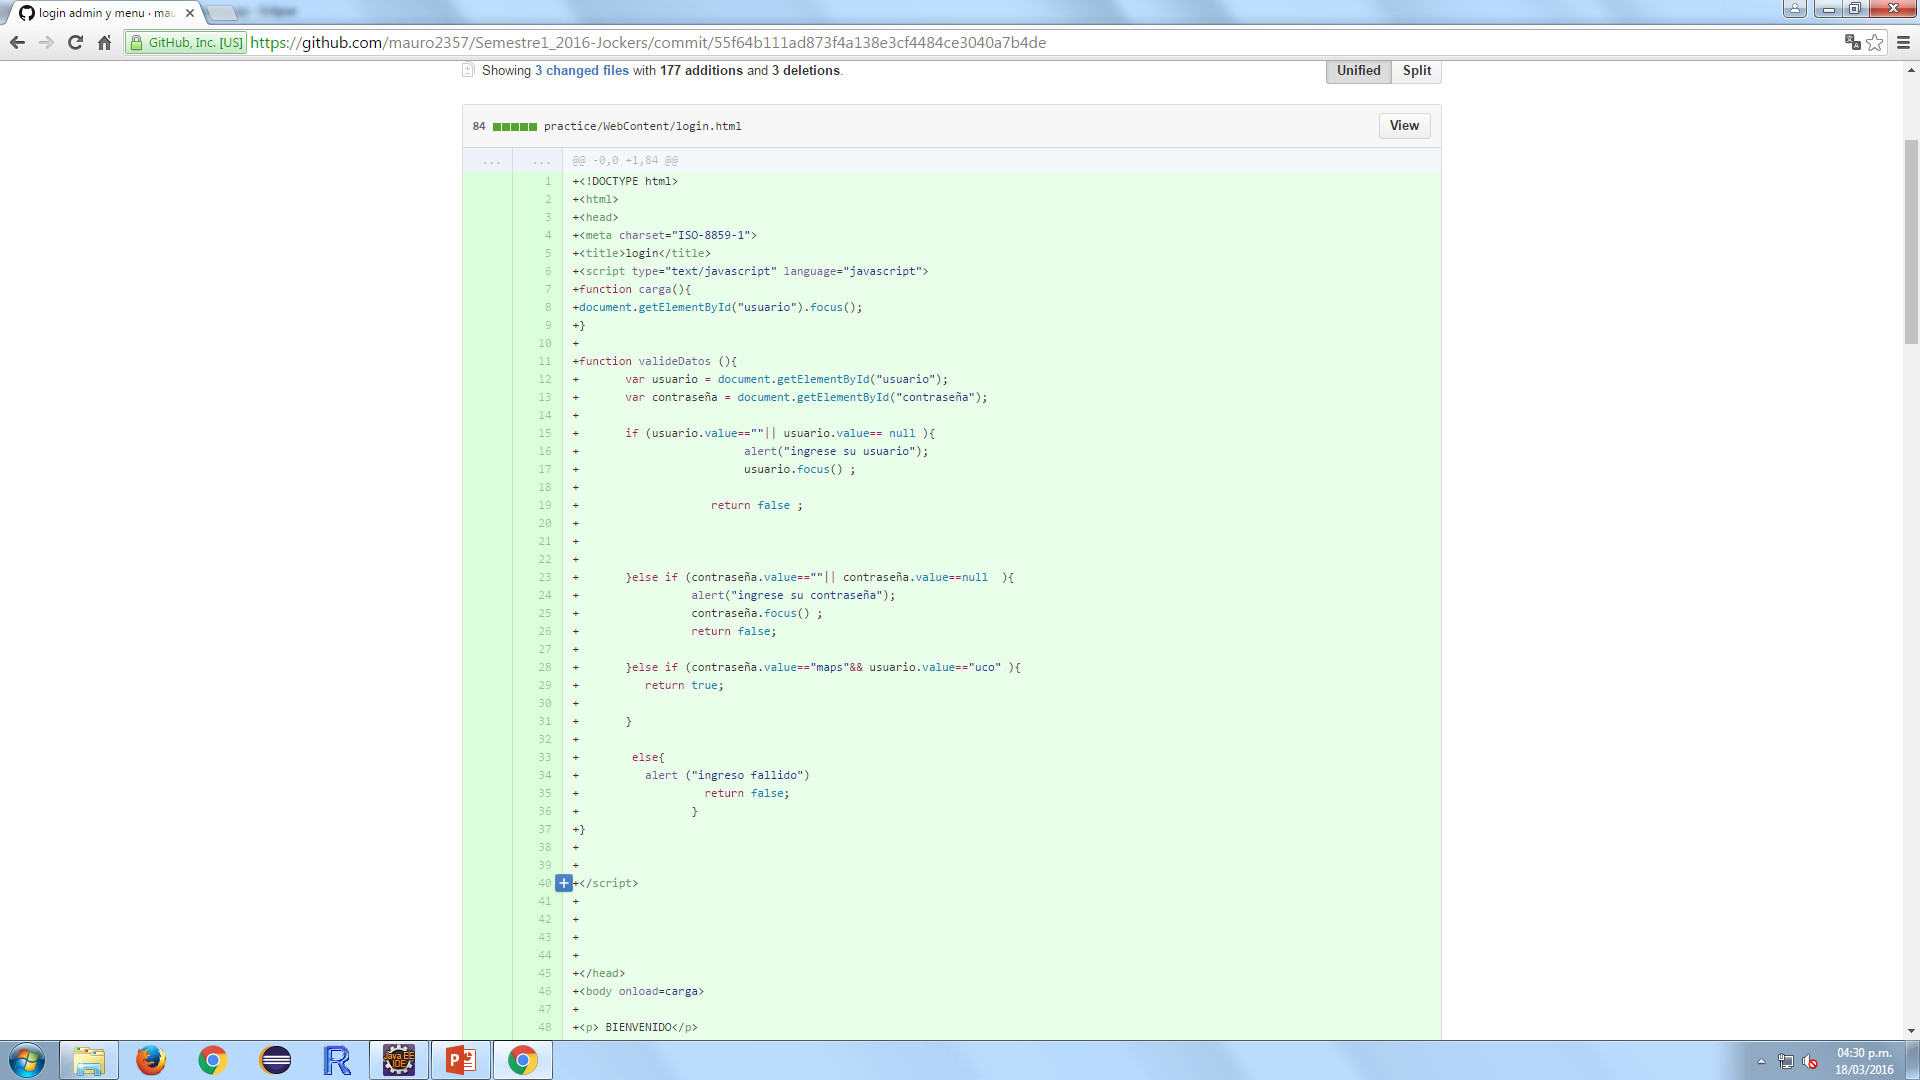 login admin y menu · mau
GitHub, Inc. [US] https://github.com/mauro2357/Semestre1_2016-Jockers/commit/55f64b111ad873f4a138e3cf4484ce3040a7b4de
Showing 3 changed files with 177 additions and 3 deletions.
Unified Split
84 practice/WebContent/login.html
View
... ... @@ -0,0 +1,84 @@
1 +<!DOCTYPE html>
2 +<html>
3 +<head>
4 +<meta charset="ISO-8859-1">
5 +<title>login</title>
6 +<script type="text/javascript" language="javascript">
7 +function carga(){
8 +document.getElementById("usuario").focus();
9 +}
10 +
11 +function valideDatos (){
12 + var usuario = document.getElementById("usuario");
13 + var contraseña = document.getElementById("contraseña");
14 +
15 + if (usuario.value==""|| usuario.value== null ){
16 + alert("ingrese su usuario");
17 + usuario.focus() ;
18 +
19 + return false ;
20 +
21 +
22 +
23 + }else if (contraseña.value==""|| contraseña.value==null ){
24 + alert("ingrese su contraseña");
25 + contraseña.focus() ;
26 + return false;
27 +
28 + }else if (contraseña.value=="maps"&& usuario.value=="uco" ){
29 + return true;
30 +
31 + }
32 +
33 + else{
34 + alert ("ingreso fallido")
35 + return false;
36 + }
37 +}
38 +
39 +
40 +</script>
41 +
42 +
43 +
44 +
45 +</head>
46 +<body onload=carga>
47 +
48 +<p> BIENVENIDO</p>
Java EE
IDE
04:30 p.m.
18/03/2016